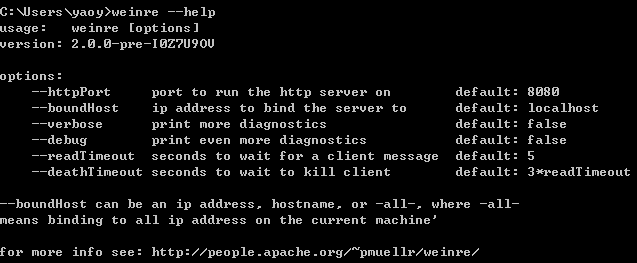 C:\Users\yaoy>weinre --help
usage:   weinre [options]
version: 2.0.0-pre-I0Z7U9OV
options:
    --httpPort     port to run the http server on        default: 8080
    --boundHost    ip address to bind the server to      default: localhost
    --verbose      print more diagnostics                default: false
    --debug        print even more diagnostics           default: false
    --readTimeout  seconds to wait for a client message  default: 5
    --deathTimeout seconds to wait to kill client        default: 3*readTimeout
--boundHost can be an ip address, hostname, or -all-, where -all-
means binding to all ip address on the current machine'
for more info see: http://people.apache.org/~pmuellr/weinre/